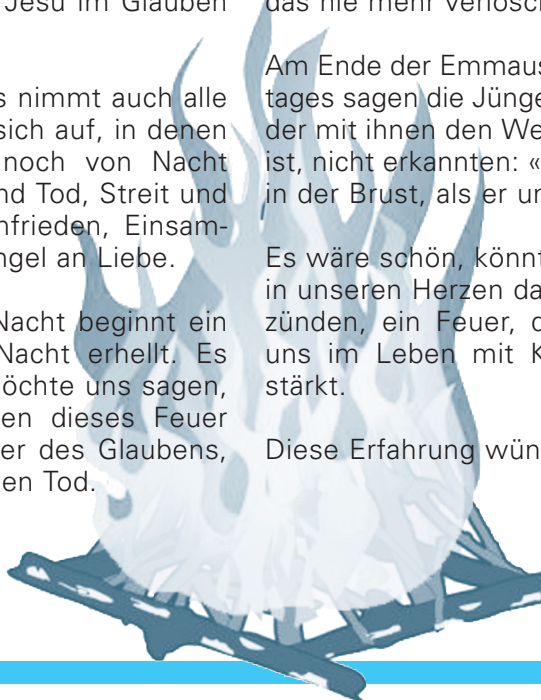 Jesu im Glauben
s nimmt auch alle
sich auf, in denen
noch von Nacht
nd Tod, Streit und
nfrieden, Einsam-
ngel an Liebe.
Nacht beginnt ein
Nacht erhellt. Es
öchte uns sagen,
en dieses Feuer
er des Glaubens,
en Tod.
das nie mehr verlösc
Am Ende der Emmaus
tages sagen die Jünge
der mit ihnen den We
ist, nicht erkannten: «
in der Brust, als er un
Es wäre schön, könnt
in unseren Herzen da
zünden, ein Feuer, d
uns im Leben mit K
stärkt.
Diese Erfahrung wün